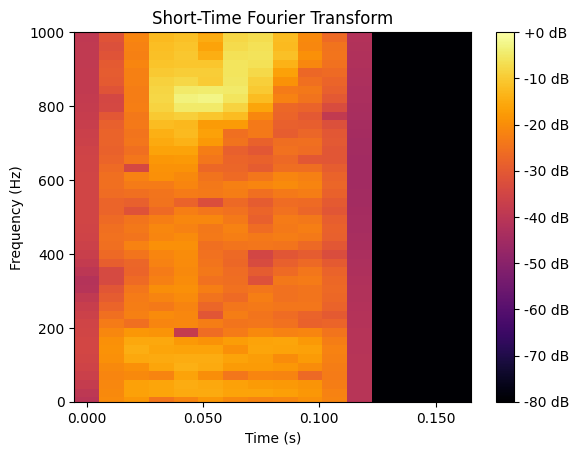 Short-Time Fourier Transform
1000
800
600
400
200
0
Frequency (Hz)
0.000
0.050
0.100
0.150
Time (s)
+0 dB
-10 dB
-20 dB
-30 dB
-40 dB
-50 dB
-60 dB
-70 dB
-80 dB